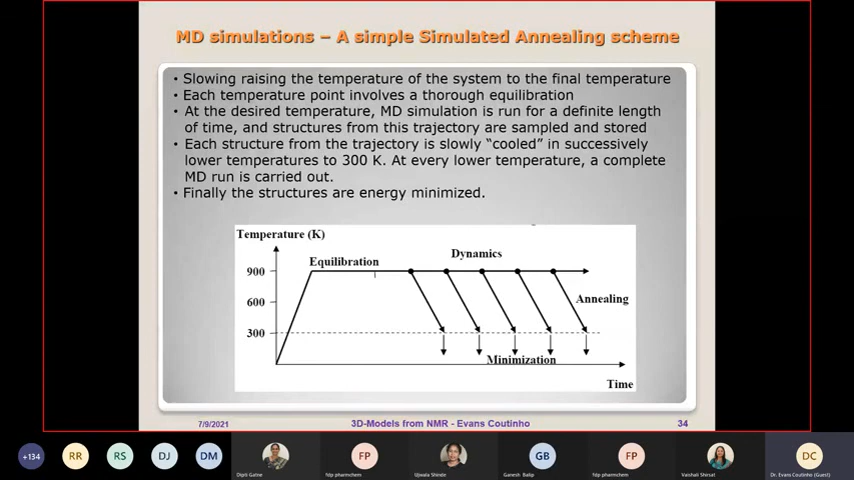 MD simulations – A simple Simulated Annealing scheme
• Slowing raising the temperature of the system to the final temperature
• Each temperature point involves a thorough equilibration
• At the desired temperature, MD simulation is run for a definite length
of time, and structures from this trajectory are sampled and stored
• Each structure from the trajectory is slowly “cooled” in successively
lower temperatures to 300 K. At every lower temperature, a complete
MD run is carried out.
• Finally the structures are energy minimized.
Temperature (K)
Equilibration
Dynamics
900
600
Annealing
300
Minimization
Time
7/9/2021
3D-Models from NMR - Evans Coutinho
34
+134
RR
RS
DJ
DM
FP
GB
FP
DC
Dipti Gatne
fdp pharmchem
Ujwala Shinde
Ganesh Balip
fdp pharmchem
Vaishali Shirsat
Dr. Evans Coutinho (Guest)